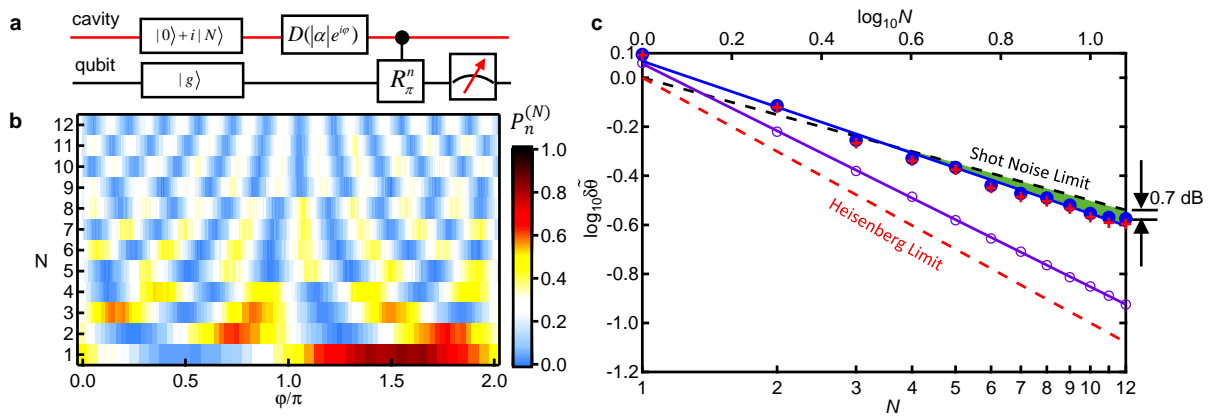 a
cavity
|0⟩+i|N⟩
D(|α|e^{iφ})
qubit
|g⟩
R_π^n
b
P_n^{(N)}
12
11
10
9
8
7
6
5
4
3
2
1
N
0.0
0.5
1.0
1.5
2.0
φ/π
1.0
0.8
0.6
0.4
0.2
0.0
c
log₁₀N
0.0
0.2
0.4
0.6
0.8
1.0
0.1
0.0
-0.2
-0.4
-0.6
-0.8
-1.0
-1.2
log₁₀δθ̃
Shot Noise Limit
Heisenberg Limit
0.7 dB
1
2
3
4
5
6
7
8
9
10
12
N